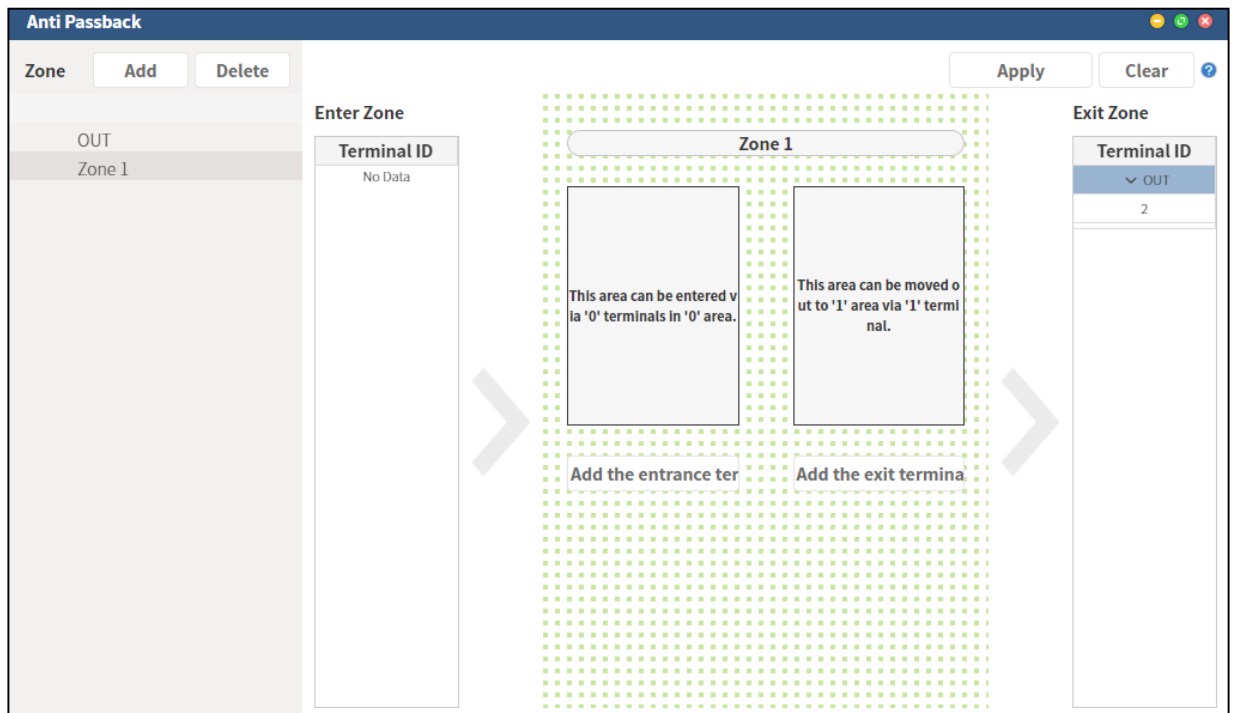 Anti Passback
Zone Add Delete Apply Clear ?
OUT
Zone 1
Enter Zone
Terminal ID
No Data
Zone 1
This area can be entered v
ia '0' terminals in '0' area.
Add the entrance ter
This area can be moved o
ut to '1' area via '1' termi
nal.
Add the exit termina
Exit Zone
Terminal ID
OUT
2